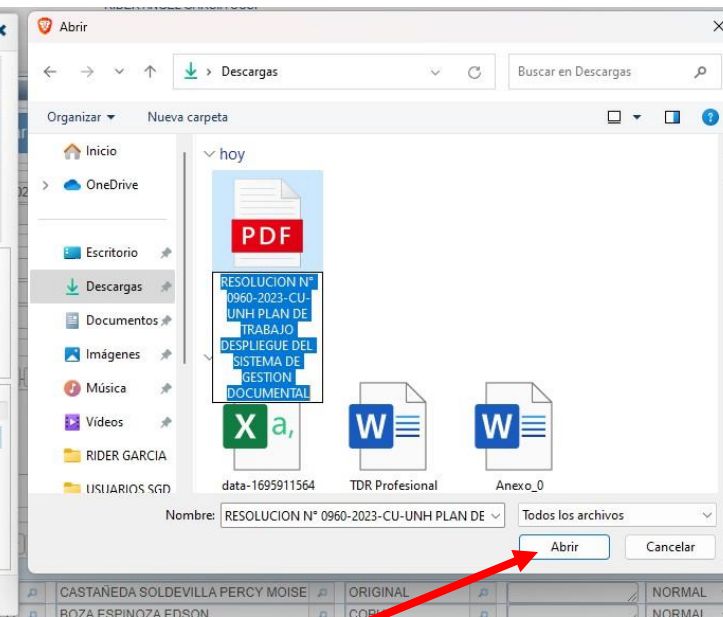 Abrir
Descargas
Buscar en Descargas
Organizar
Nueva carpeta
Inicio
OneDrive
Escritorio
Descargas
Documentos
Imágenes
Música
Vídeos
RIDER GARCIA
USUARIOS SGD
hoy
PDF
RESOLUCION N°
0960-2023-CU-
UNH PLAN DE
TRABAJO
DESPLIEGUE DEL
SISTEMA DE
GESTION
DOCUMENTAL
X a,
W
W
data-1695911564
TDR Profesional
Anexo_0
Nombre: RESOLUCION N° 0960-2023-CU-UNH PLAN DE
Todos los archivos
Abrir
Cancelar
CASTAÑEDA SOLDEVILLA PERCY MOISE ORIGINAL NORMAL
BOZA ESPINOZA EDSON NORMAL